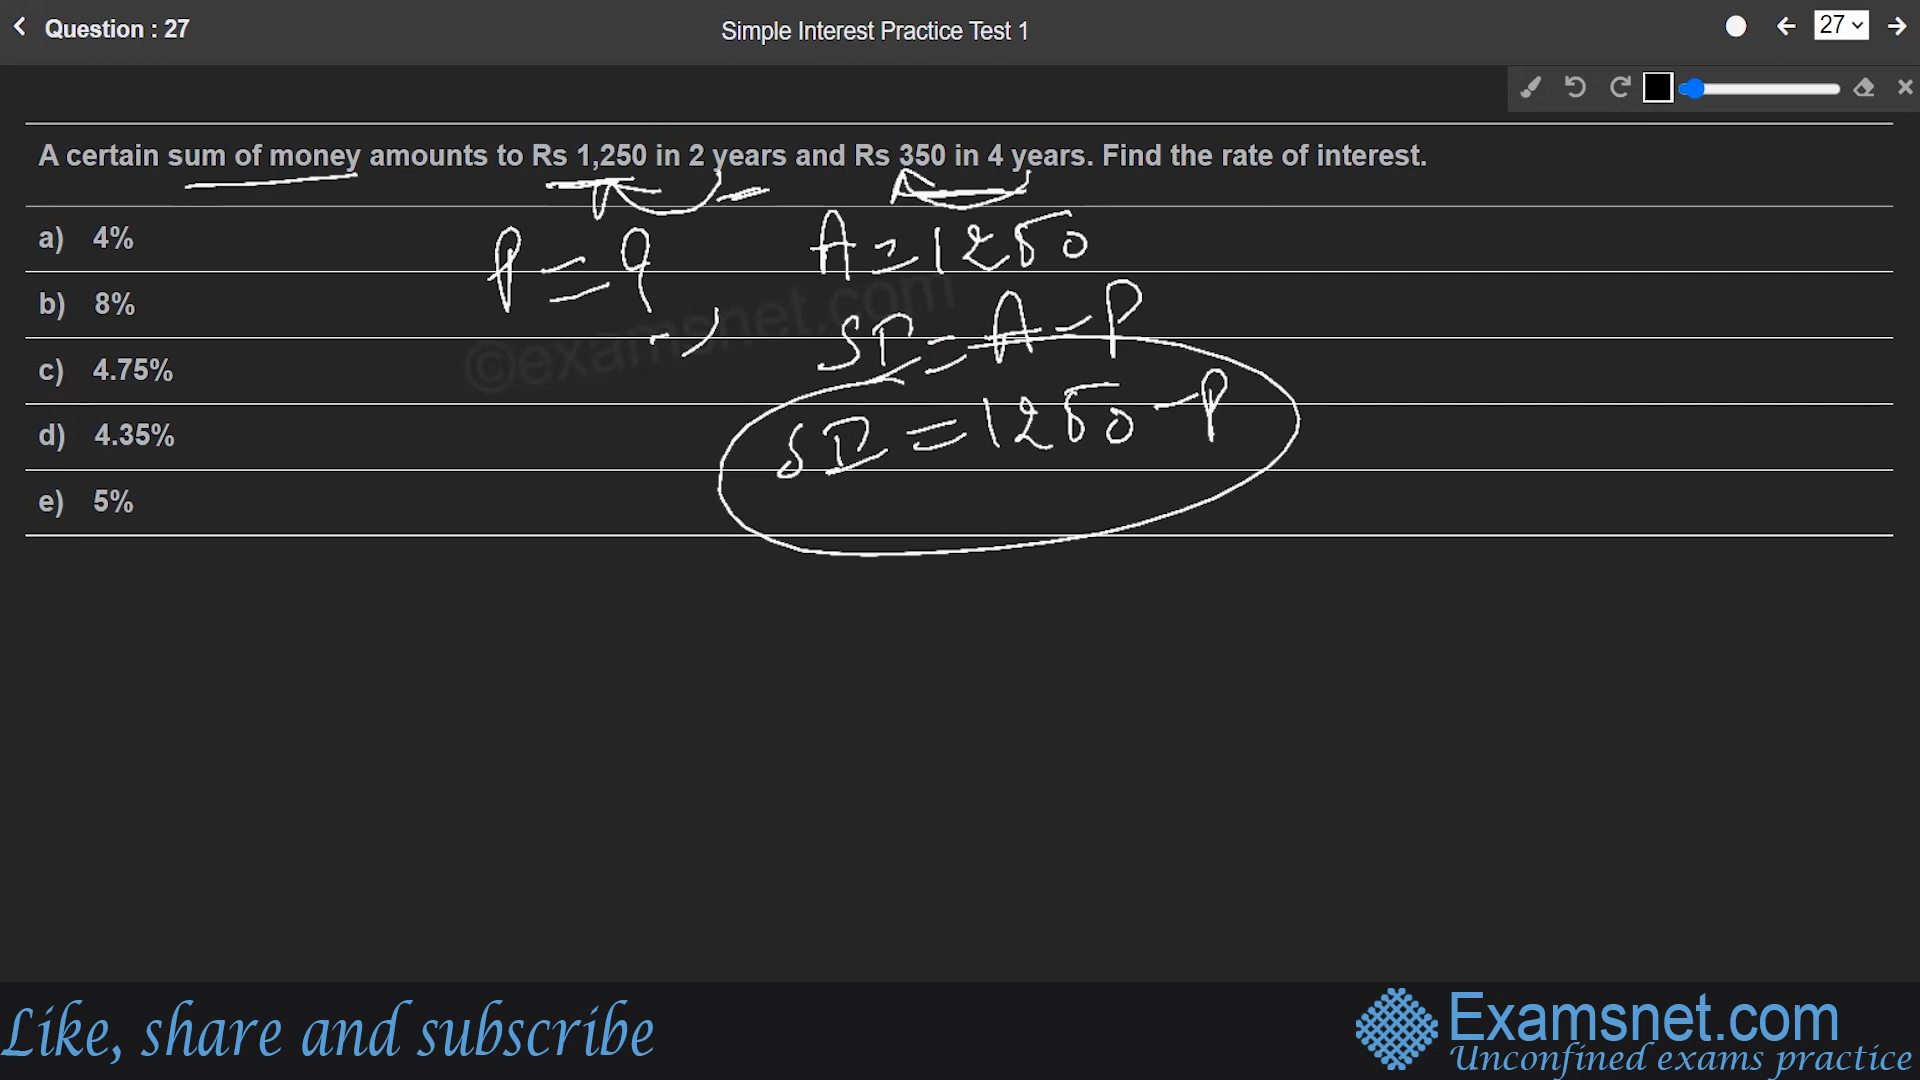 Question : 27
Simple Interest Practice Test 1
27
A certain sum of money amounts to Rs 1,250 in 2 years and Rs 350 in 4 years. Find the rate of interest.
a) 4%
b) 8%
c) 4.75%
d) 4.35%
e) 5%
P = ?
A = 1250
SI = A - P
SI = 1250 - P
©examsnet.com
Like, share and subscribe
Examsnet.com
Unconfined exams practice